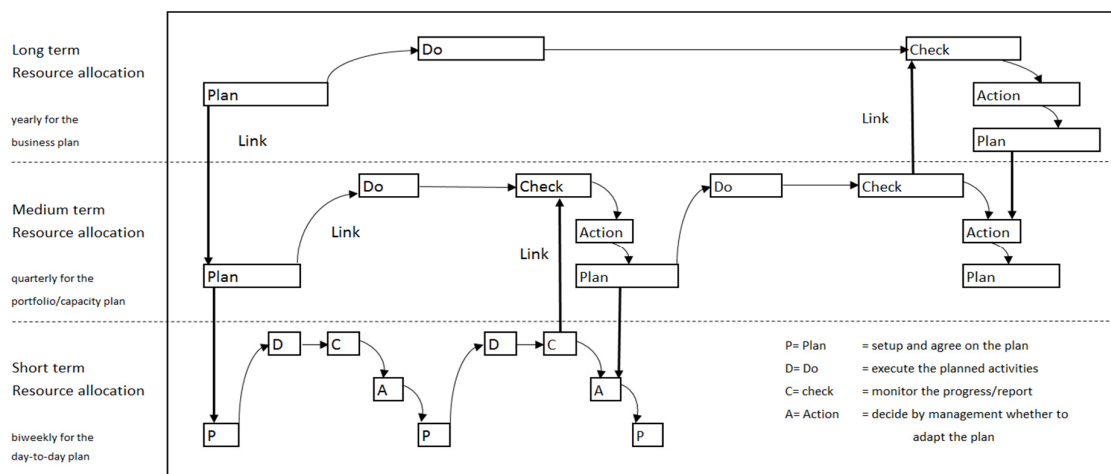 Long term
Resource allocation
yearly for the
business plan
Do
Check
Plan
Action
Link
Link
Plan
Medium term
Resource allocation
quarterly for the
portfolio/capacity plan
Do
Check
Do
Check
Link
Action
Action
Link
Plan
Plan
Plan
Short term
Resource allocation
biweekly for the
day-to-day plan
D
C
D
C
A
A
P
P
P
P= Plan = setup and agree on the plan
D= Do = execute the planned activities
C= check = monitor the progress/report
A= Action = decide by management whether to
adapt the plan